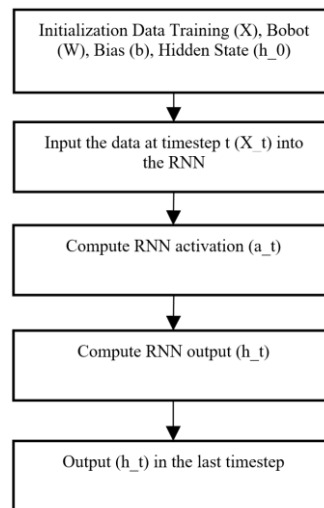 Initialization Data Training (X), Bobot
(W), Bias (b), Hidden State (h_0)
Input the data at timestep t (X_t) into
the RNN
Compute RNN activation (a_t)
Compute RNN output (h_t)
Output (h_t) in the last timestep